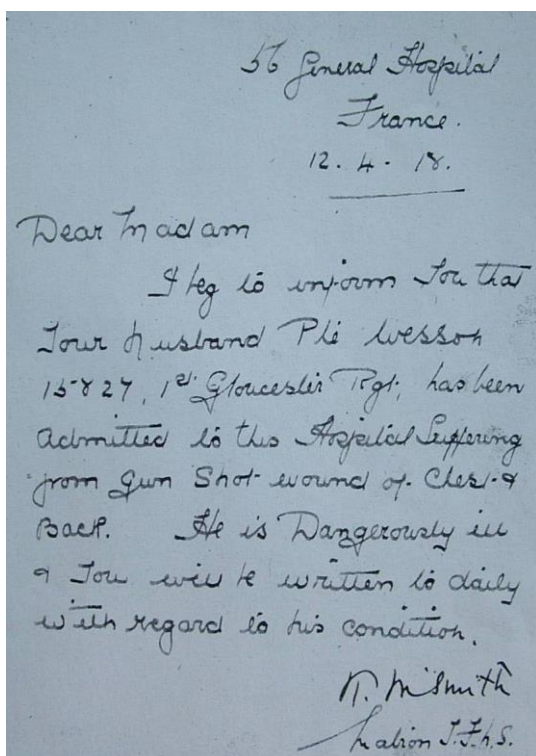 56 General Hospital
France.
12. 4. 18.
Dear Madam
I beg to inform You that
Your husband Pte Wesson
15827, 1st Gloucester Rgt, has been
admitted to this Hospital Suffering
from Gun Shot wound of Chest &
Back. He is Dangerously ill
& You will be written to daily
with regard to his condition.
K. M. Smith
Matron T.F.N.S.